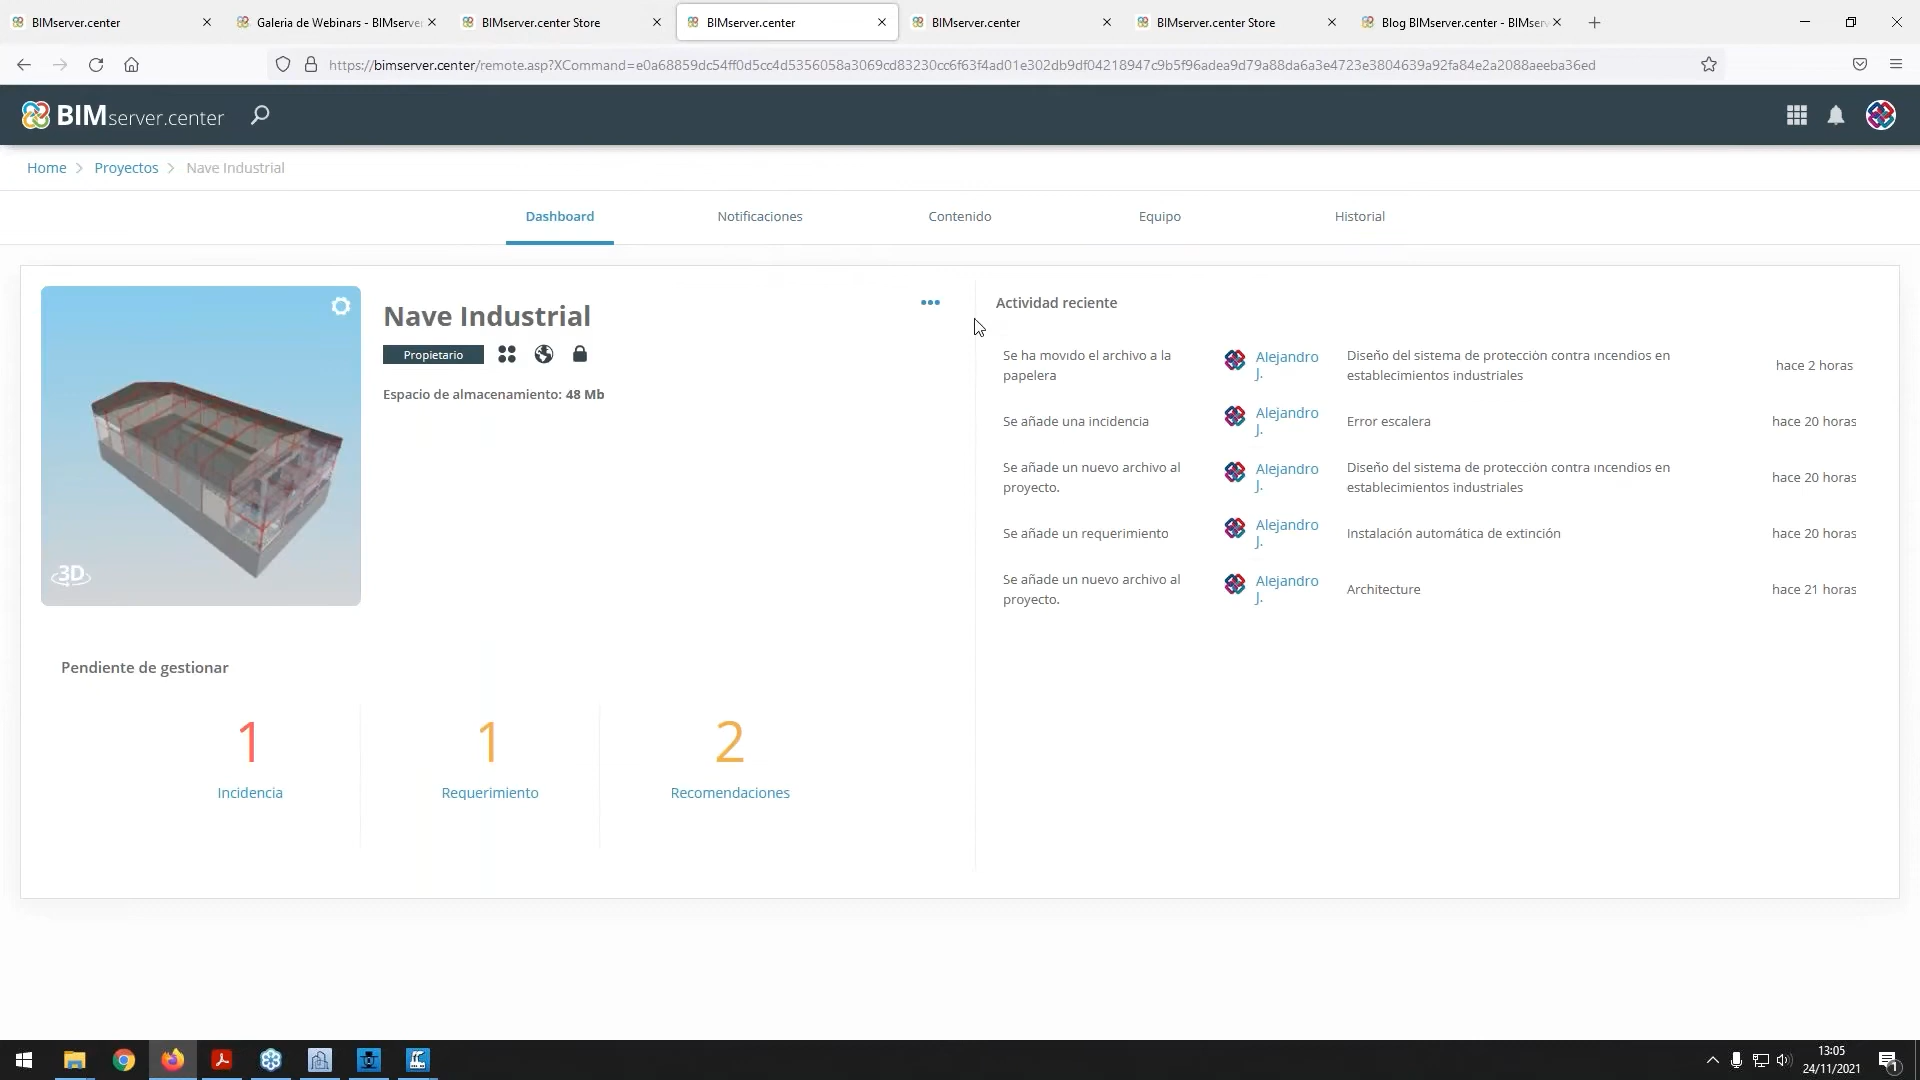 BIMserver.center
Galeria de Webinars - BIMserve
BIMserver.center Store
BIMserver.center
BIMserver.center
BIMserver.center Store
Blog BIMserver.center - BIMser
https://bimserver.center/remote.asp?XCommand=e0a68859dc54ff0d5cc4d5356058a3069cd83230cc6f63f4ad01e302db9df04218947c9b5f96adea9d79a88da6a3e4723e3804639a92fa84e2a2088aeeba36ed
BIMserver.center
Home > Proyectos > Nave Industrial
Dashboard
Notificaciones
Contenido
Equipo
Historial
Nave Industrial
Propietario
Espacio de almacenamiento: 48 Mb
3D
Pendiente de gestionar
1
Incidencia
1
Requerimiento
2
Recomendaciones
Actividad reciente
Se ha movido el archivo a la
papelera
Alejandro
J.
Diseño del sistema de protección contra incendios en
establecimientos industriales
hace 2 horas
Se añade una incidencia
Alejandro
J.
Error escalera
hace 20 horas
Se añade un nuevo archivo al
proyecto.
Alejandro
J.
Diseño del sistema de protección contra incendios en
establecimientos industriales
hace 20 horas
Se añade un requerimiento
Alejandro
J.
Instalación automática de extinción
hace 20 horas
Se añade un nuevo archivo al
proyecto.
Alejandro
J.
Architecture
hace 21 horas
13:05
24/11/2021
1